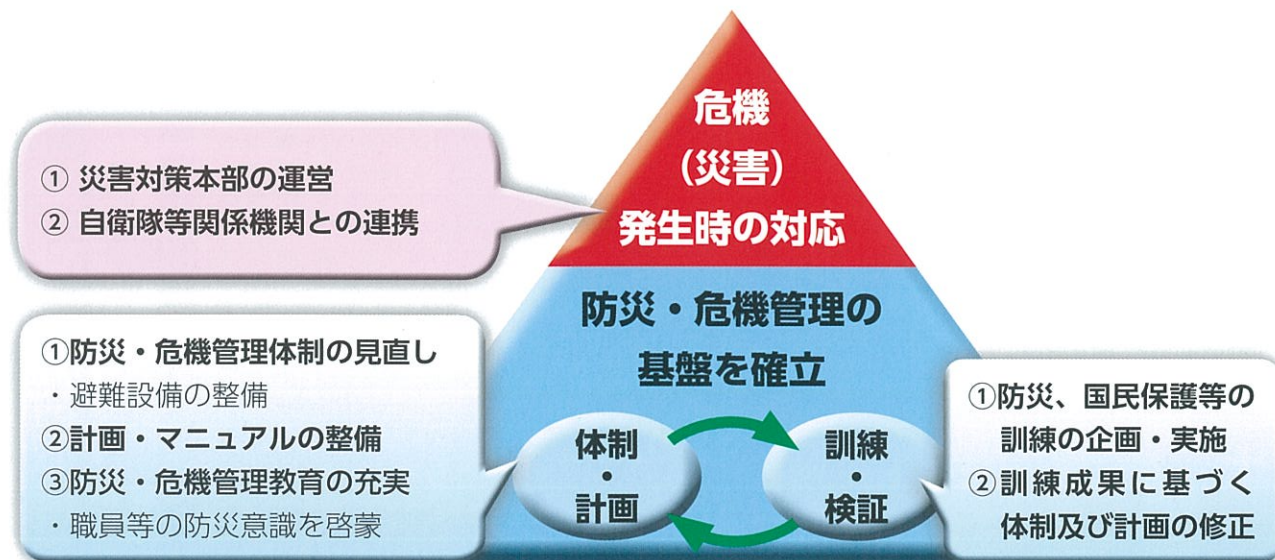 危機
(災害)
発生時の対応
① 災害対策本部の運営
② 自衛隊等関係機関との連携
防災・危機管理の
基盤を確立
①防災・危機管理体制の見直し
・避難設備の整備
②計画・マニュアルの整備
③防災・危機管理教育の充実
・職員等の防災意識を啓蒙
体制
・
計画
訓練
・
検証
①防災、国民保護等の
訓練の企画・実施
②訓練成果に基づく
体制及び計画の修正